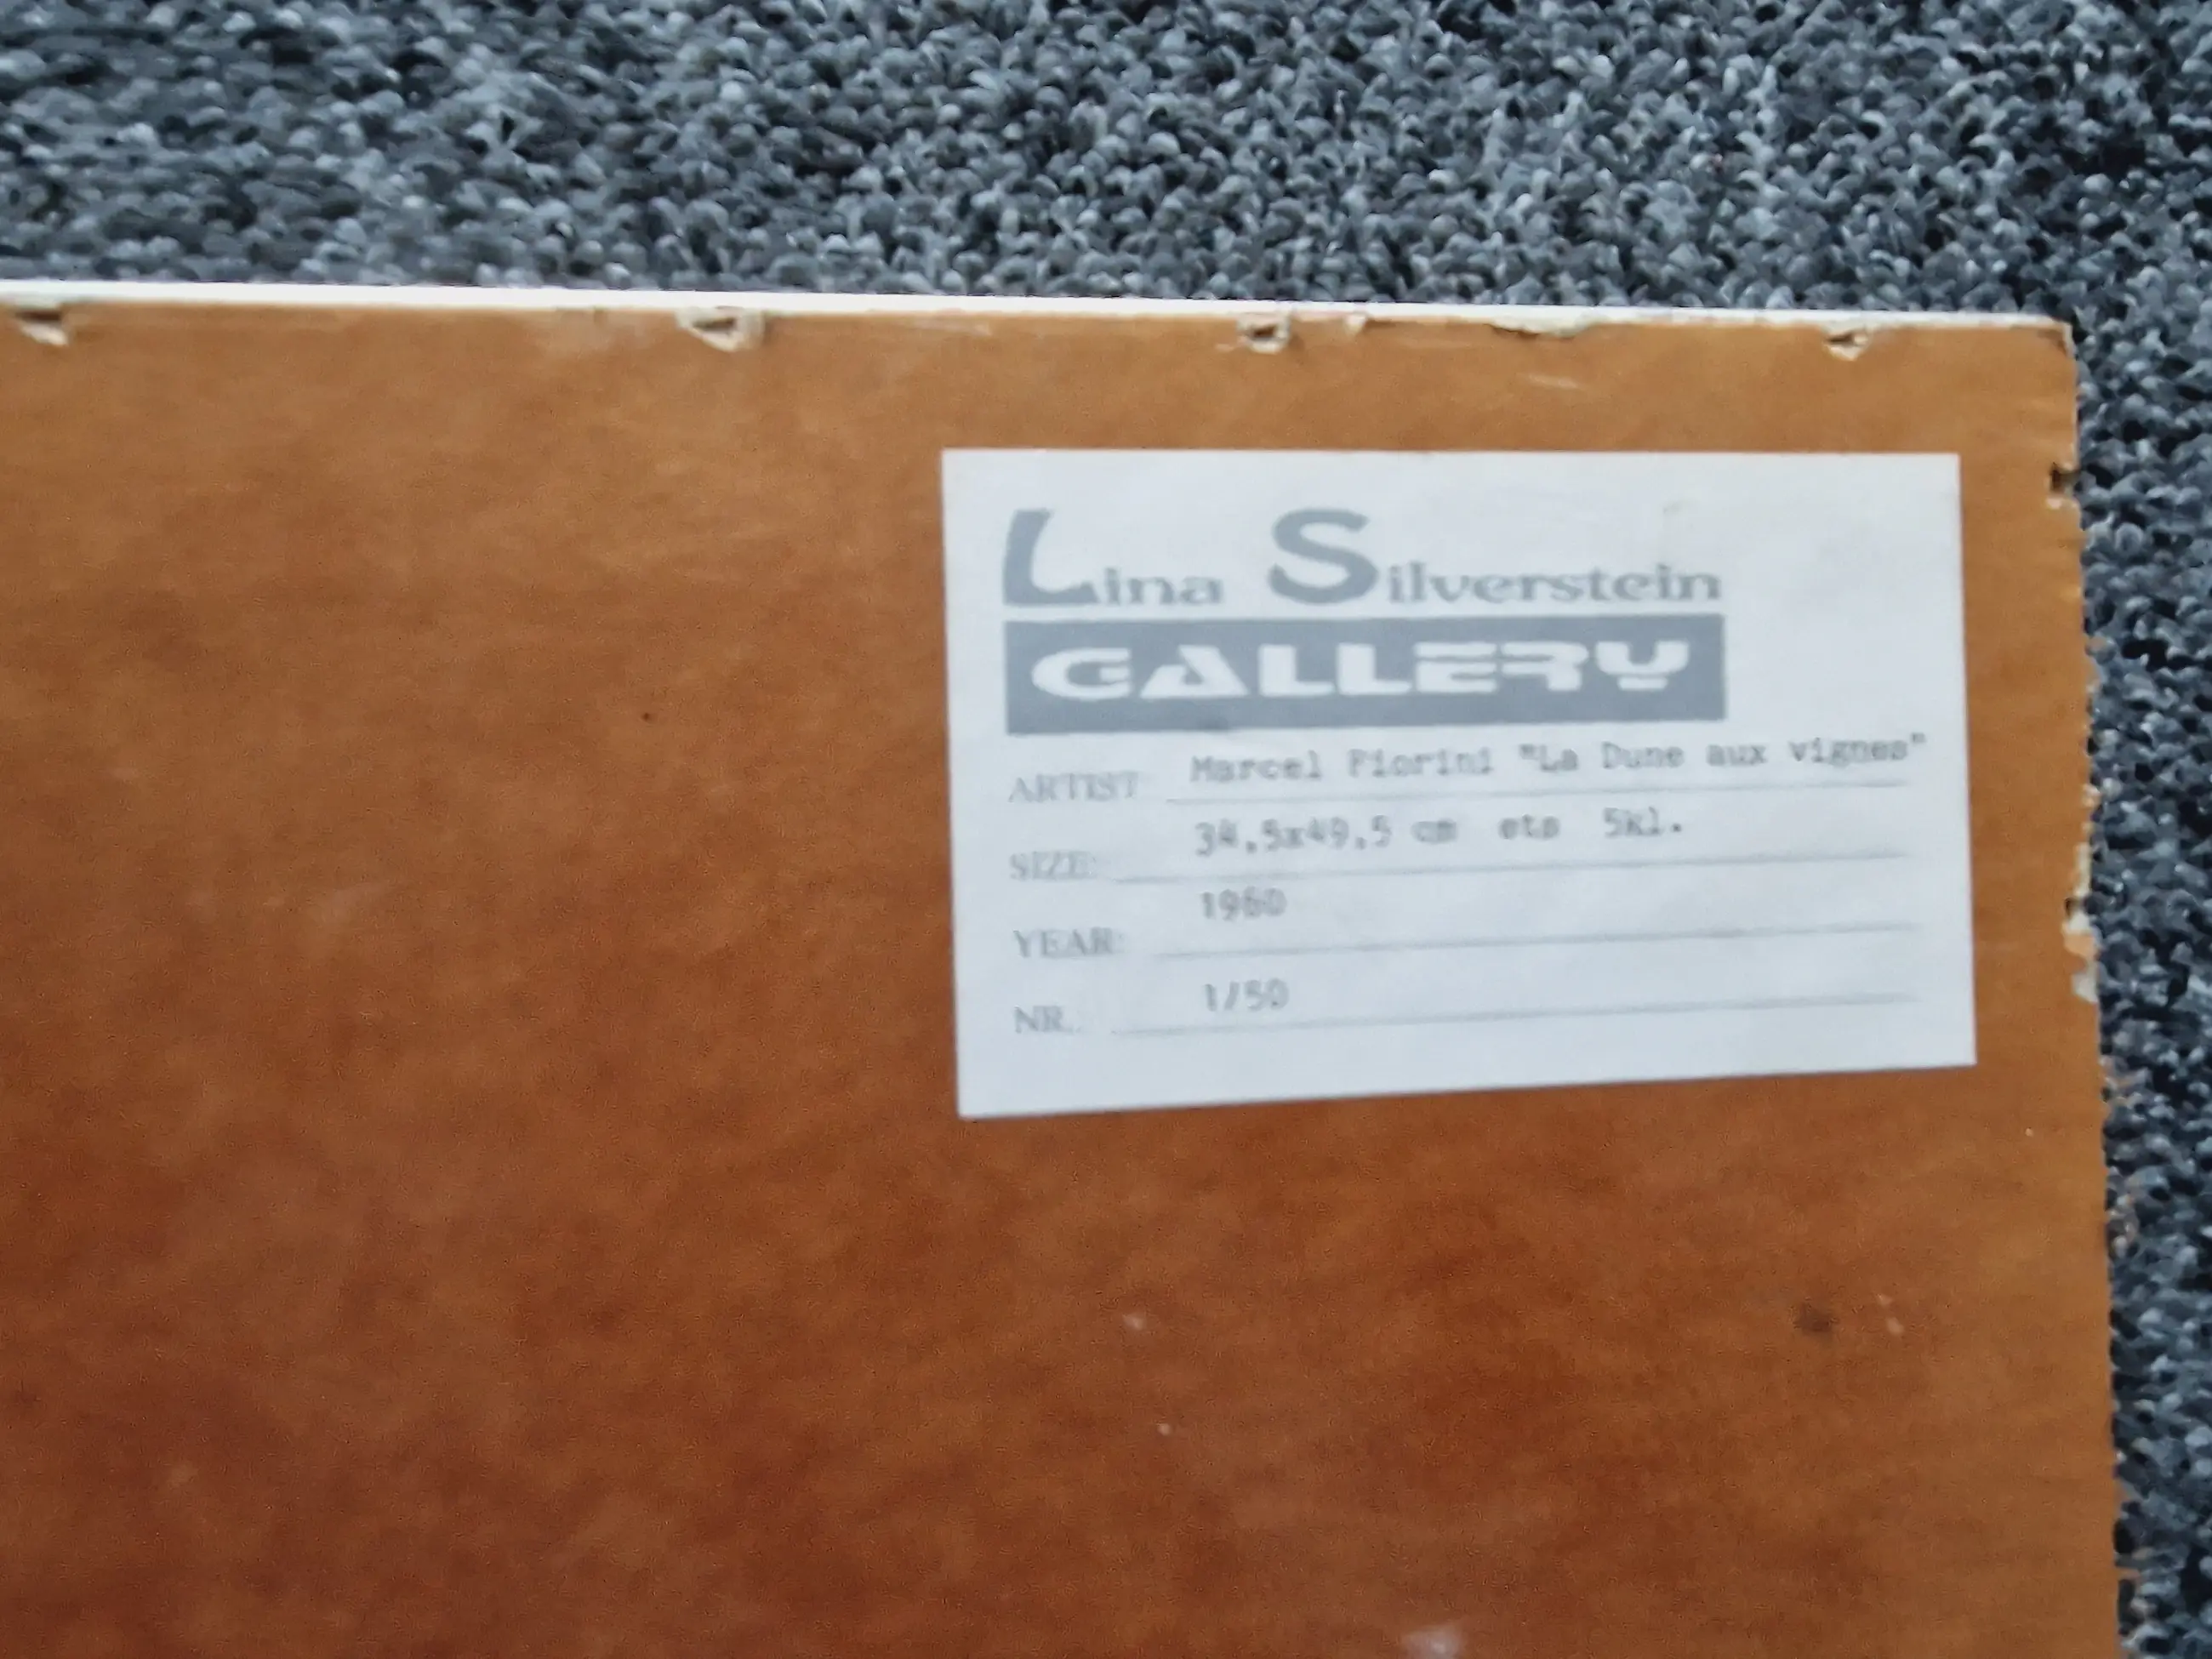 Lina Silverstein
GALLERY
ARTIST Marcel Fiorini "La Dune aux vignes"
SIZE: 34,5x49,5 cm ets 5kl.
YEAR: 1960
NR.: 1/50